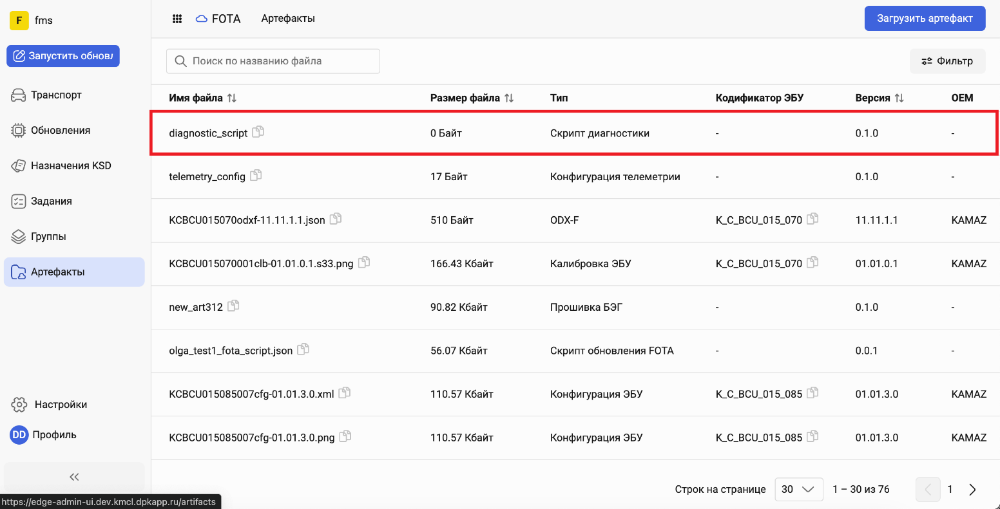 F fms
Запустить обновл
Транспорт
Обновления
Назначения KSD
Задания
Группы
Артефакты
Настройки
DD Профиль
https://edge-admin-ui.dev.kmcl.dpkapp.ru/artifacts
FOTA Артефакты Загрузить артефакт
Поиск по названию файла Фильтр
Имя файла Размер файла Тип Кодификатор ЭБУ Версия OEM
diagnostic_script 0 Байт Скрипт диагностики - 0.1.0 -
telemetry_config 17 Байт Конфигурация телеметрии - 0.1.0 -
KCBCU015070odxf-11.11.1.1.json 510 Байт ODX-F K_C_BCU_015_070 11.11.1.1 KAMAZ
KCBCU015070001clb-01.01.0.1.s33.png 166.43 Кбайт Калибровка ЭБУ K_C_BCU_015_070 01.01.0.1 KAMAZ
new_art312 90.82 Кбайт Прошивка БЭГ - 0.1.0 -
olga_test1_fota_script.json 56.07 Кбайт Скрипт обновления FOTA - 0.0.1 -
KCBCU015085007cfg-01.01.3.0.xml 110.57 Кбайт Конфигурация ЭБУ K_C_BCU_015_085 01.01.3.0 KAMAZ
KCBCU015085007cfg-01.01.3.0.png 110.57 Кбайт Конфигурация ЭБУ K_C_BCU_015_085 01.01.3.0 KAMAZ
Строк на странице 30 1 – 30 из 76 1